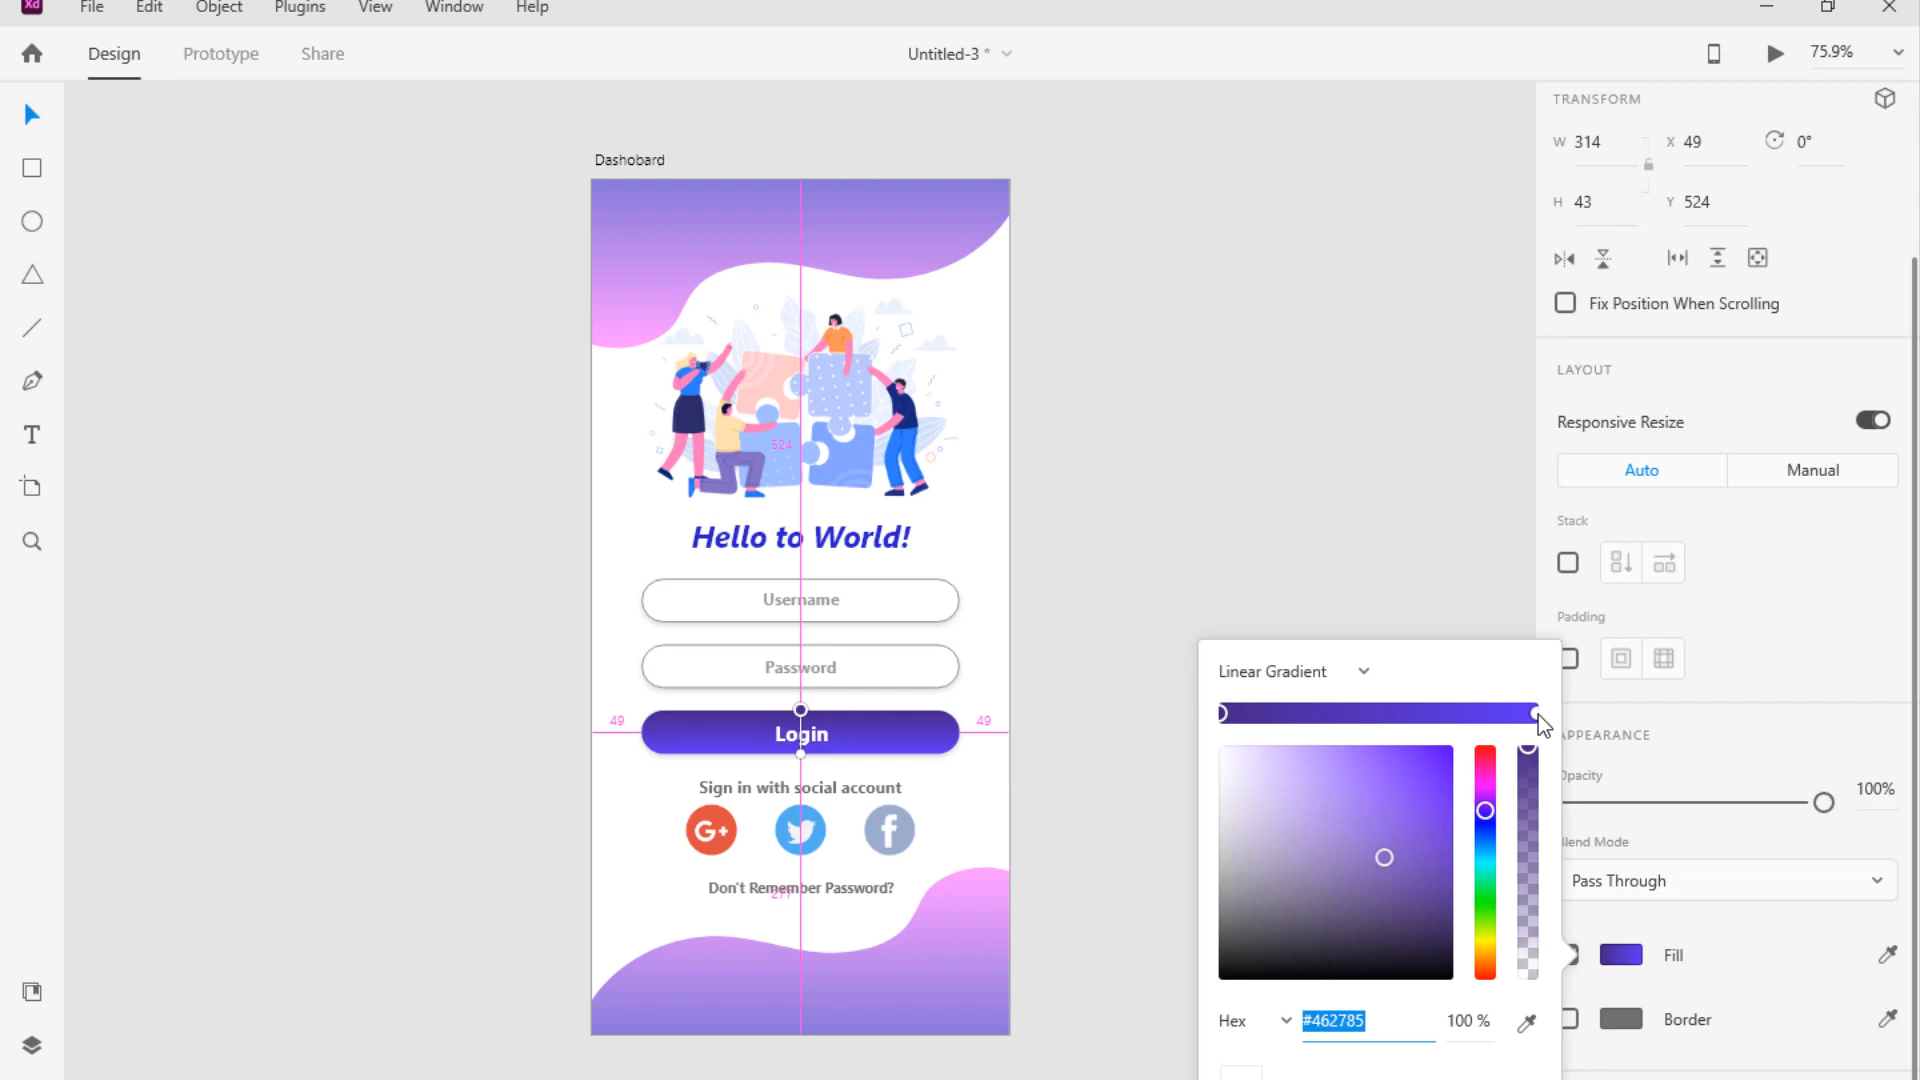 Xd File Edit Object Plugins View Window Help
Design Prototype Share Untitled-3 * 75.9%
TRANSFORM
W 314 X 49 0°
H 43 Y 524
Fix Position When Scrolling
LAYOUT
Responsive Resize
Auto Manual
Stack
Padding
APPEARANCE
Opacity
100%
Blend Mode
Pass Through
Fill
Border
Dashobard
524
Hello to World!
Username
Password
49 Login 49
Sign in with social account
G+ f
Don't Remember Password?
277
Linear Gradient
Hex #462785 100 %